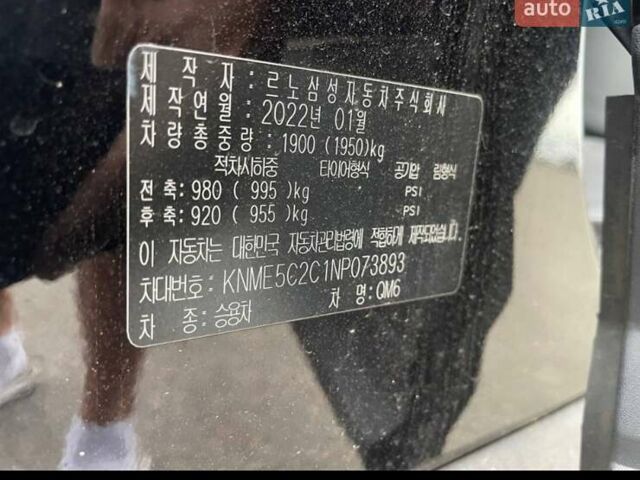 auto RIA
제 작 자 : 르노삼성자동차주식회사
제작연월 : 2022년 01월
차량총중량 : 1900 (1950)kg
적차시하중 타이어형식 공기압 림형식
전 축: 980 ( 995)kg PSI
후 축: 920 ( 955)kg PSI
이 자동차는 대한민국 자동차관리법령에 적합하게 제작되었습니다.
차대번호: KNME5C2C1NP073893
차 종: 승용차 차 명: QM6